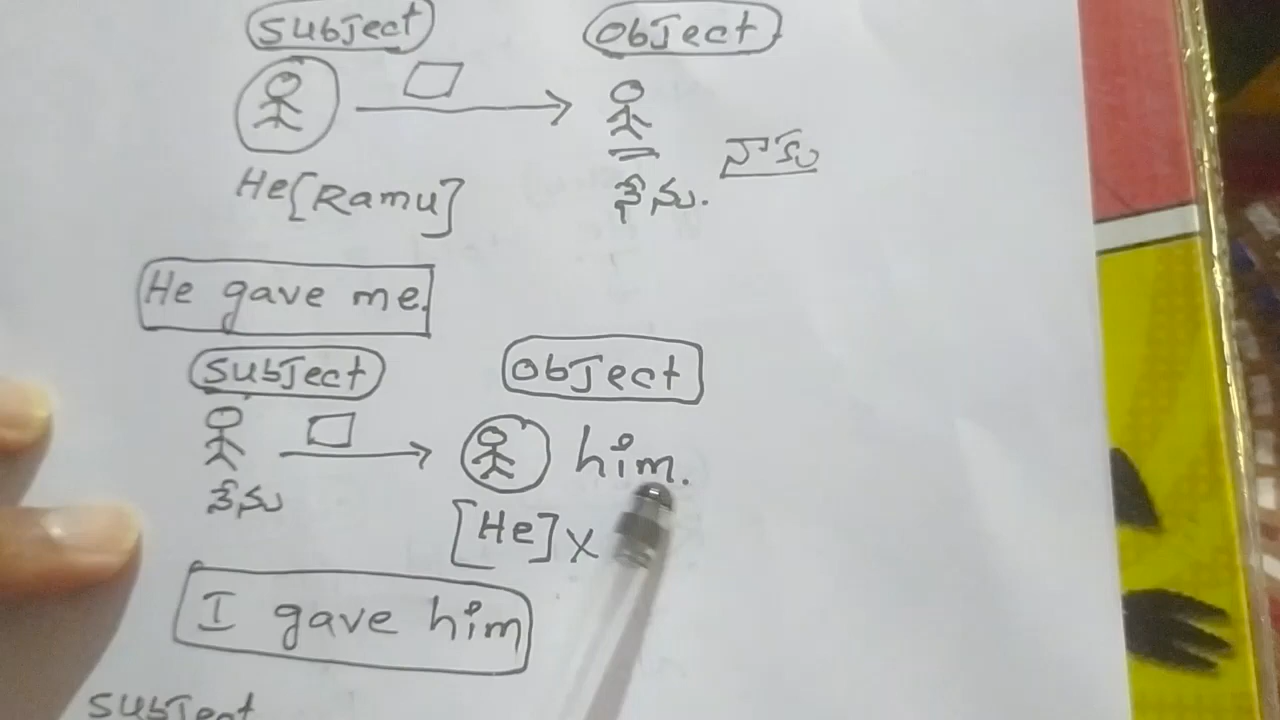 Subject Object
నాకు
He [Ramu] నేను.
He gave me.
Subject Object
him.
నేను [He] x
I gave him
Subject